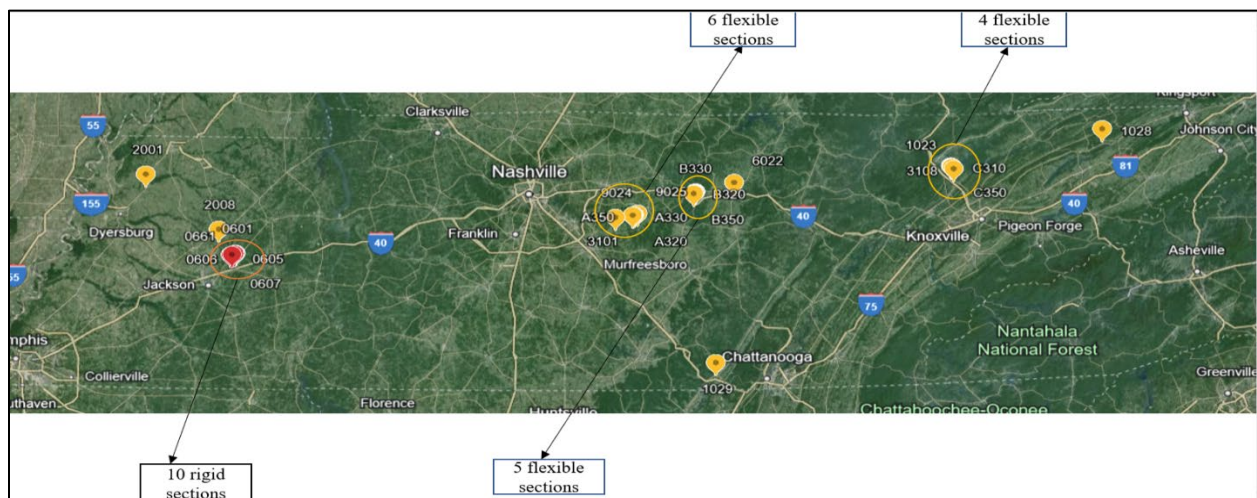 6 flexible
sections
4 flexible
sections
Kingsport
Clarksville
55
2001
1028
Johnson City
1023
81
Nashville
B330
6022
3108
C310
155
9024
9025
B320
C350
2008
40
Dyersburg
A350
A330
B350
40
Pigeon Forge
0661
0601
Franklin
3101
A320
Knoxville
40
Asheville
0606
0605
Murfreesboro
55
Jackson
0607
75
Nantahala
National Forest
mphis
Chattanooga
Collierville
1029
Greenville
uthaven
Florence
Huntsville
Chattahoochee-Oconee
10 rigid
sections
5 flexible
sections